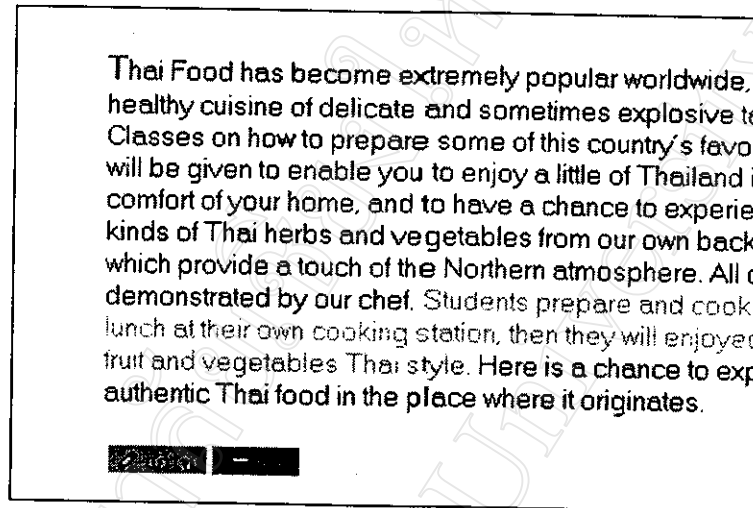 Thai Food has become extremely popular worldwide,
healthy cuisine of delicate and sometimes explosive
Classes on how to prepare some of this country's
will be given to enable you to enjoy a little of Thailand
comfort of your home, and to have a chance to
kinds of Thai herbs and vegetables from our own
which provide a touch of the Northern atmosphere. All
demonstrated by our chef. Students prepare and cook
lunch at their own cooking station, then they will enjoyed
fruit and vegetables Thai style. Here is a chance to
authentic Thai food in the place where it originates.